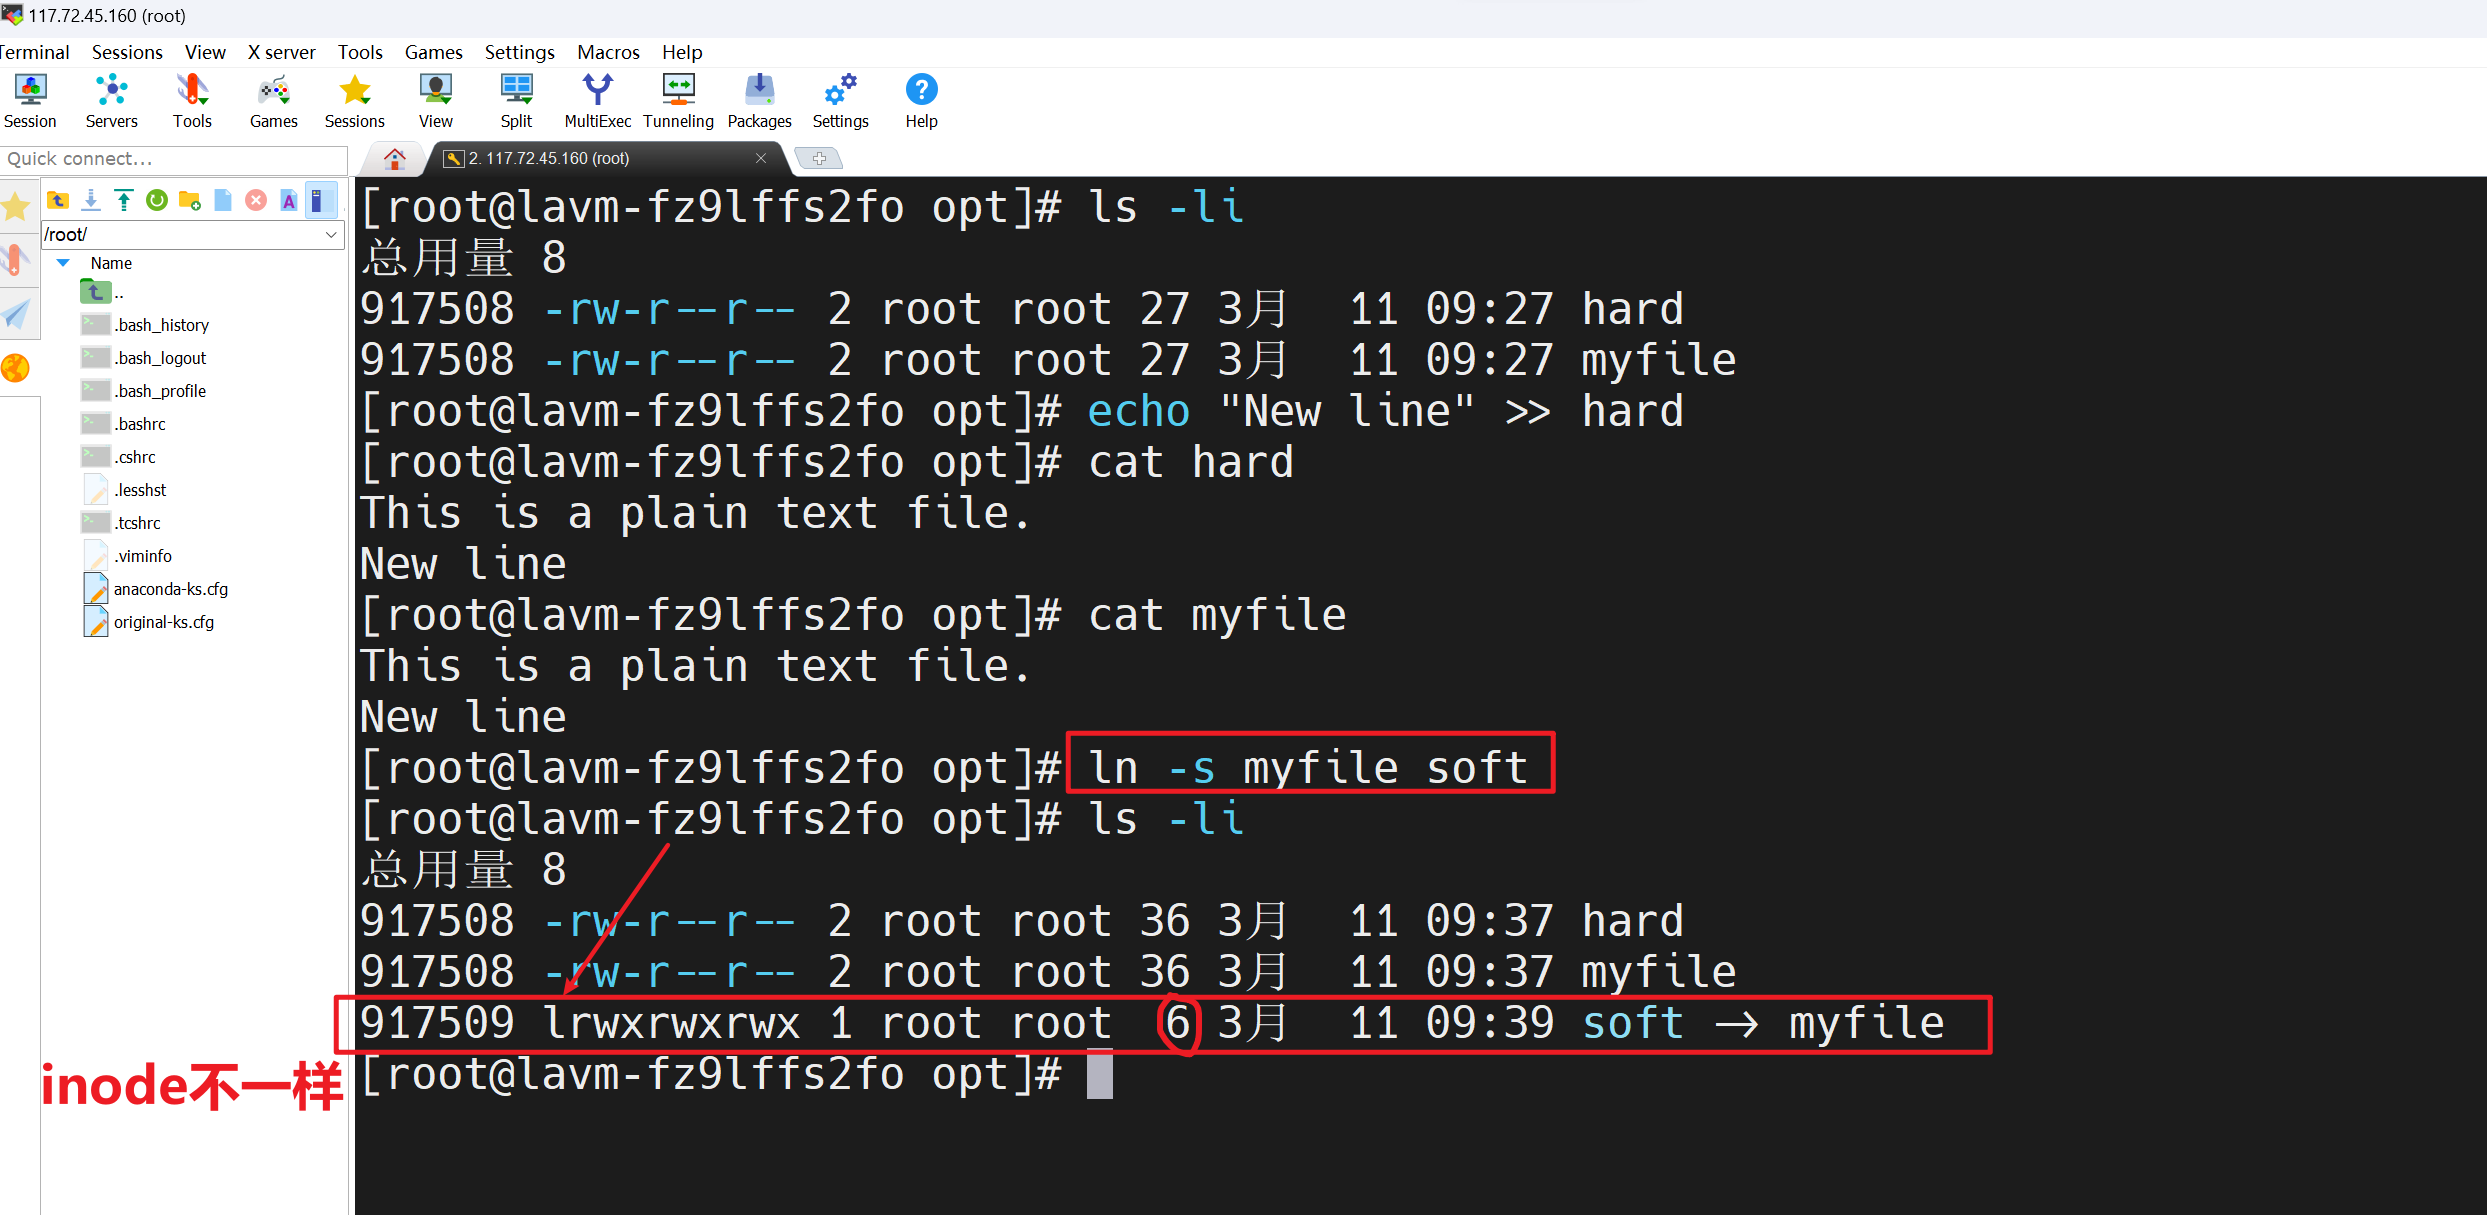 117.72.45.160 (root)
Terminal Sessions View X server Tools Games Settings Macros Help
Session Servers Tools Games Sessions View Split MultiExec Tunneling Packages Settings Help
Quick connect...
2. 117.72.45.160 (root)
/root/
Name
..
.bash_history
.bash_logout
.bash_profile
.bashrc
.cshrc
.lesshst
.tcshrc
.viminfo
anaconda-ks.cfg
original-ks.cfg
[root@lavm-fz9lffs2fo opt]# ls -li
总用量 8
917508 -rw-r--r-- 2 root root 27 3月  11 09:27 hard
917508 -rw-r--r-- 2 root root 27 3月  11 09:27 myfile
[root@lavm-fz9lffs2fo opt]# echo "New line" >> hard
[root@lavm-fz9lffs2fo opt]# cat hard
This is a plain text file.
New line
[root@lavm-fz9lffs2fo opt]# cat myfile
This is a plain text file.
New line
[root@lavm-fz9lffs2fo opt]# ln -s myfile soft
[root@lavm-fz9lffs2fo opt]# ls -li
总用量 8
917508 -rw-r--r-- 2 root root 36 3月  11 09:37 hard
917508 -rw-r--r-- 2 root root 36 3月  11 09:37 myfile
917509 lrwxrwxrwx 1 root root  6 3月  11 09:39 soft -> myfile
[root@lavm-fz9lffs2fo opt]#
inode不一样